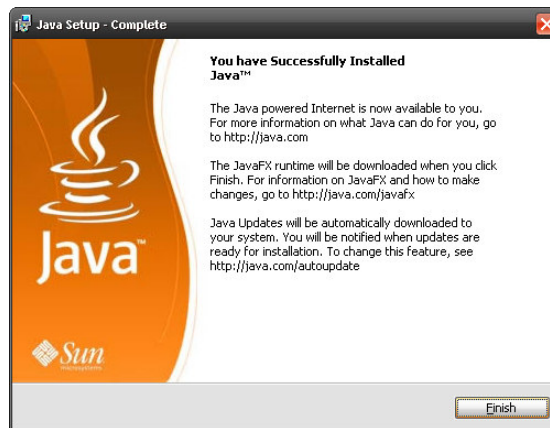 Java Setup - Complete
You have Successfully Installed
Java™
The Java powered Internet is now available to you.
For more information on what Java can do for you, go
to http://java.com
The JavaFX runtime will be downloaded when you click
Finish. For information on JavaFX and how to make
changes, go to http://java.com/javafx
Java Updates will be automatically downloaded to
your system. You will be notified when updates are
ready for installation. To change this feature, see
http://java.com/autoupdate
Java™
Sun
microsystems
Finish